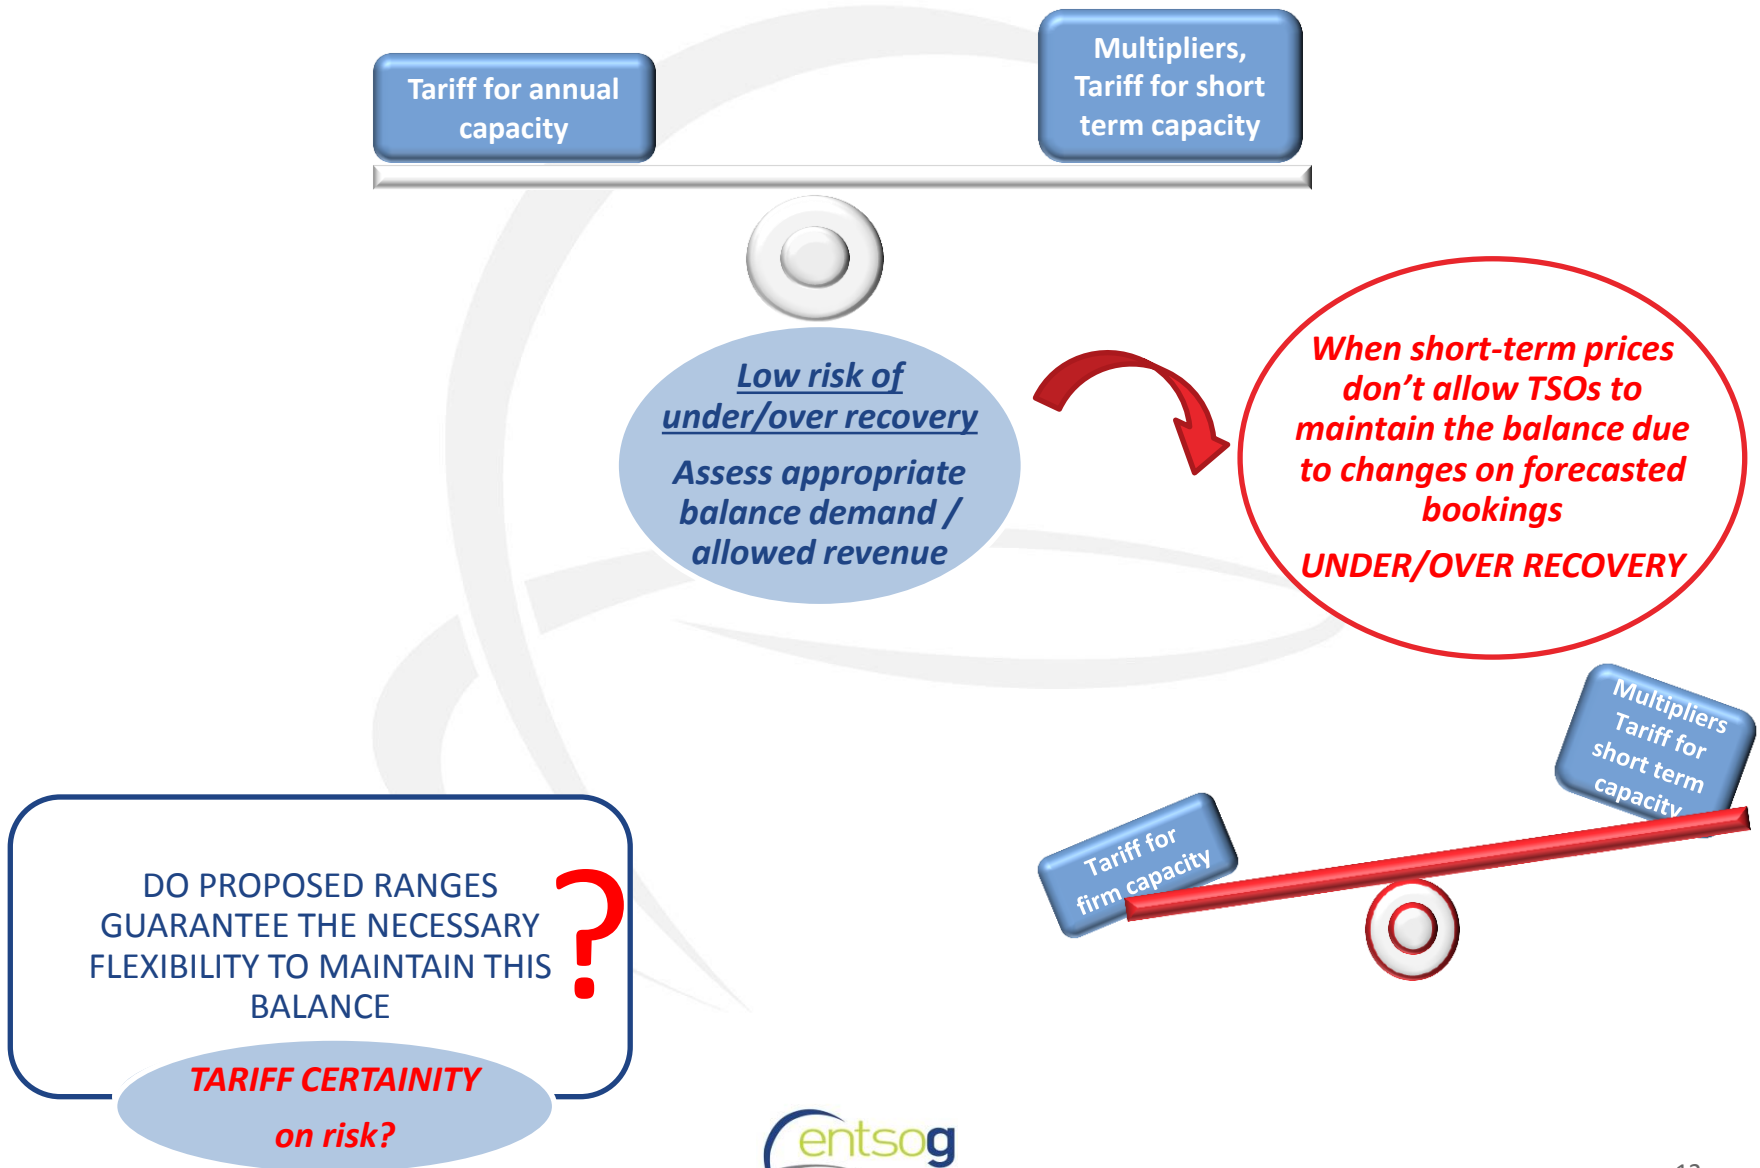 Tariff for annual
capacity
Multipliers,
Tariff for short
term capacity
Low risk of
under/over recovery
Assess appropriate
balance demand /
allowed revenue
When short-term prices
don’t allow TSOs to
maintain the balance due
to changes on forecasted
bookings
UNDER/OVER RECOVERY
Multipliers
Tariff for
short term
capacity
Tariff for
firm capacity
DO PROPOSED RANGES
GUARANTEE THE NECESSARY
FLEXIBILITY TO MAINTAIN THIS
BALANCE
?
TARIFF CERTAINITY
on risk?
entsog